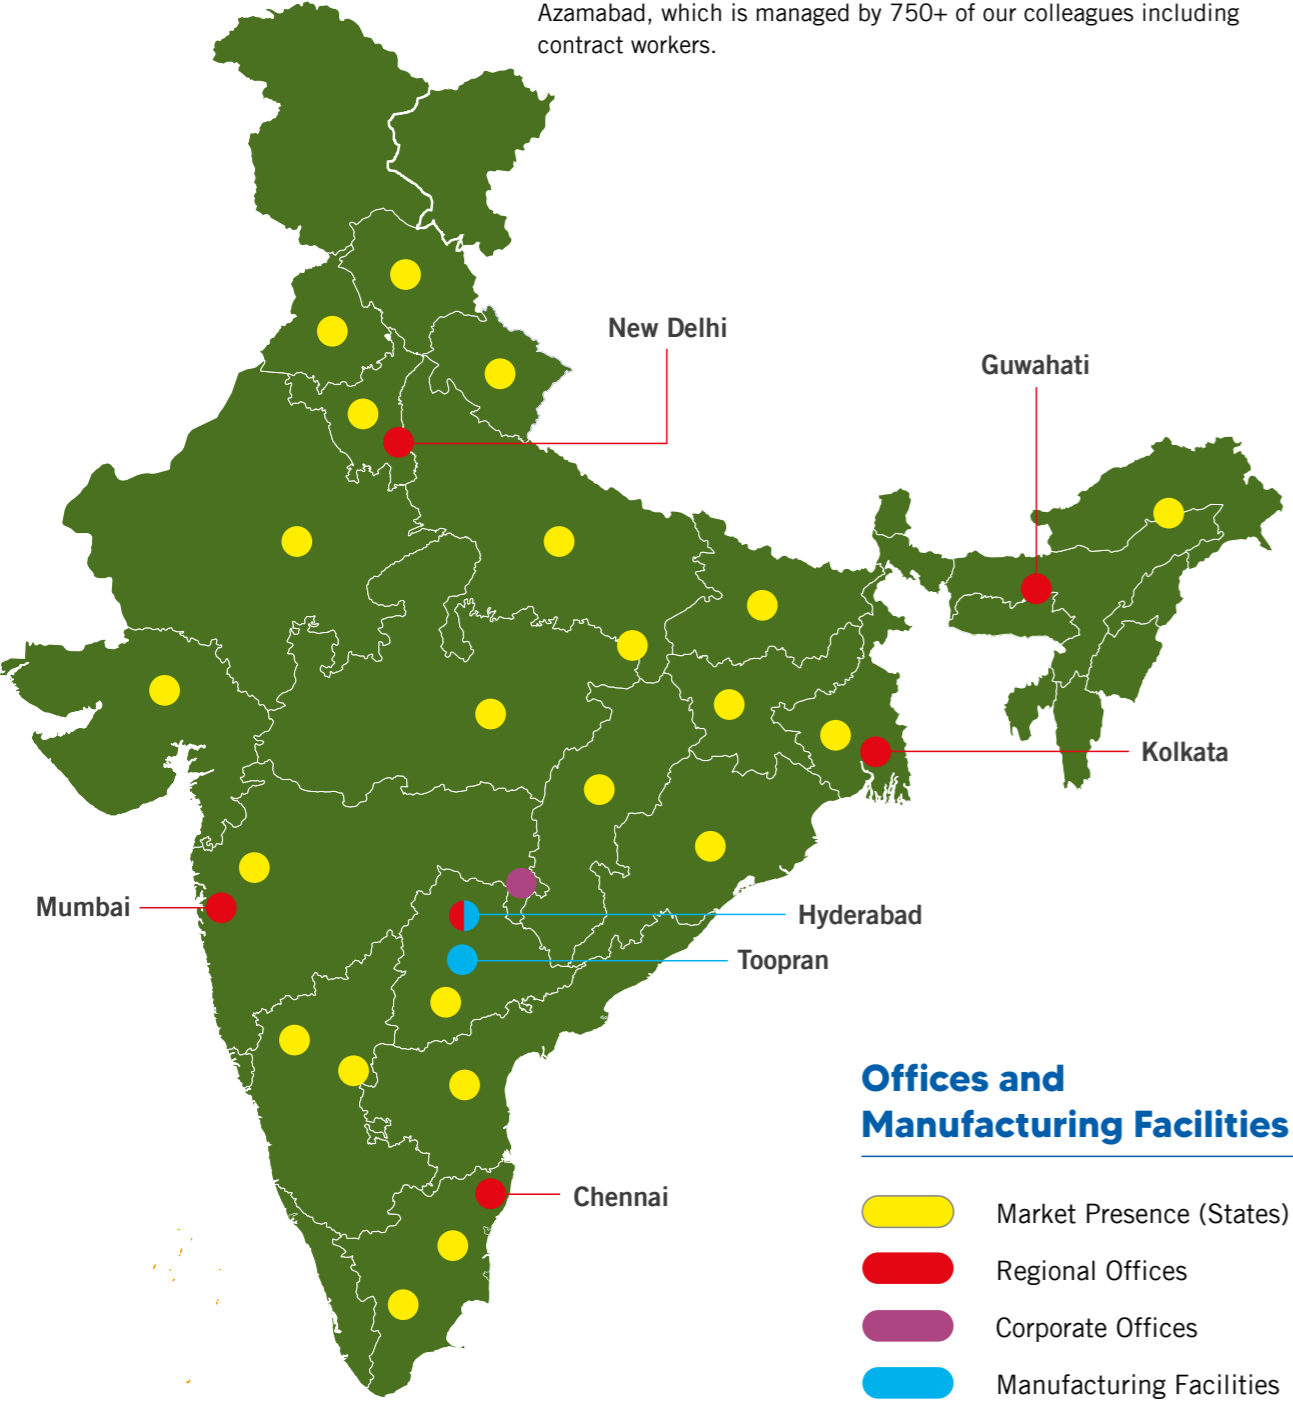 Azamabad, which is managed by 750+ of our colleagues including
contract workers.
New Delhi
Guwahati
Kolkata
Mumbai
Hyderabad
Toopran
Chennai
Offices and
Manufacturing Facilities
Market Presence (States)
Regional Offices
Corporate Offices
Manufacturing Facilities